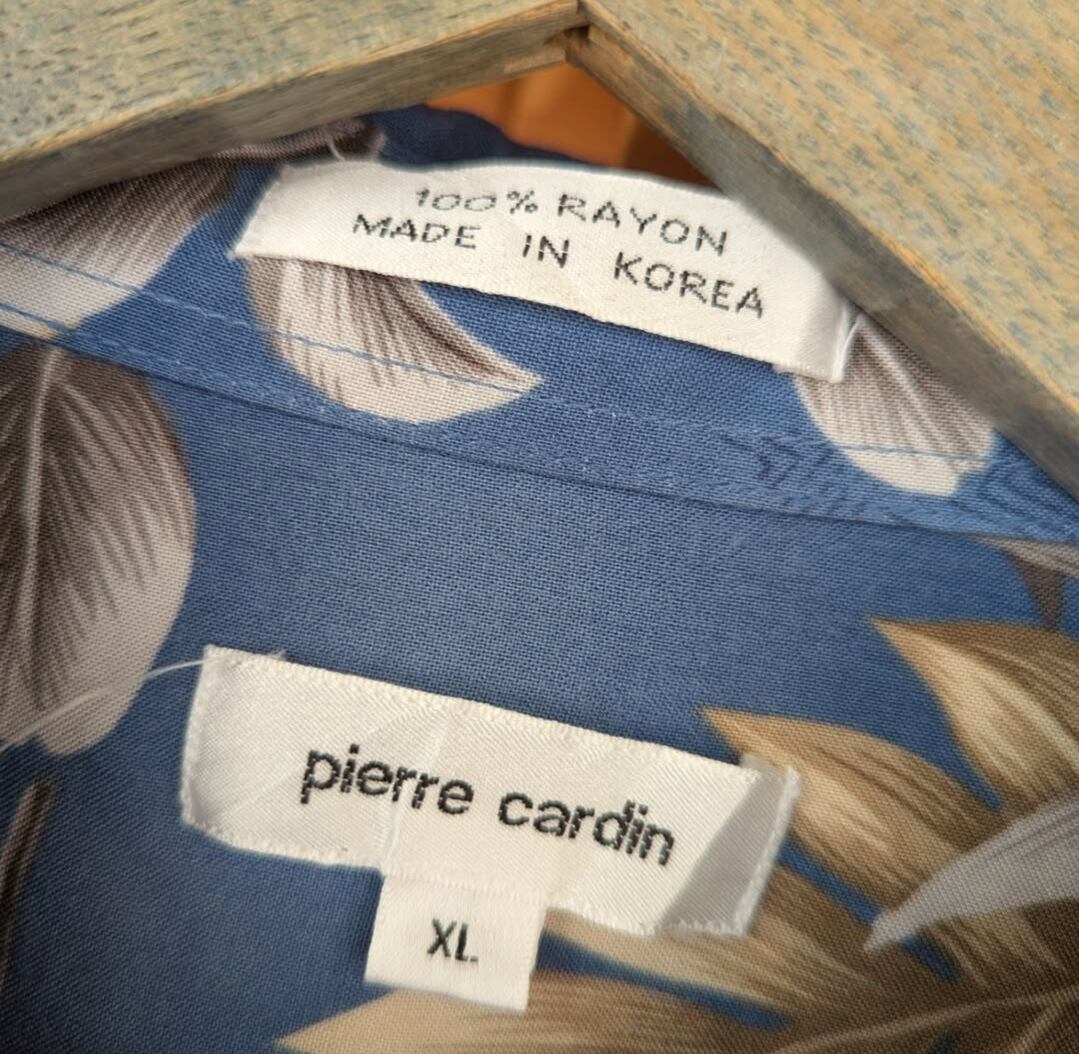 100% RAYON
MADE IN KOREA
pierre cardin
XL